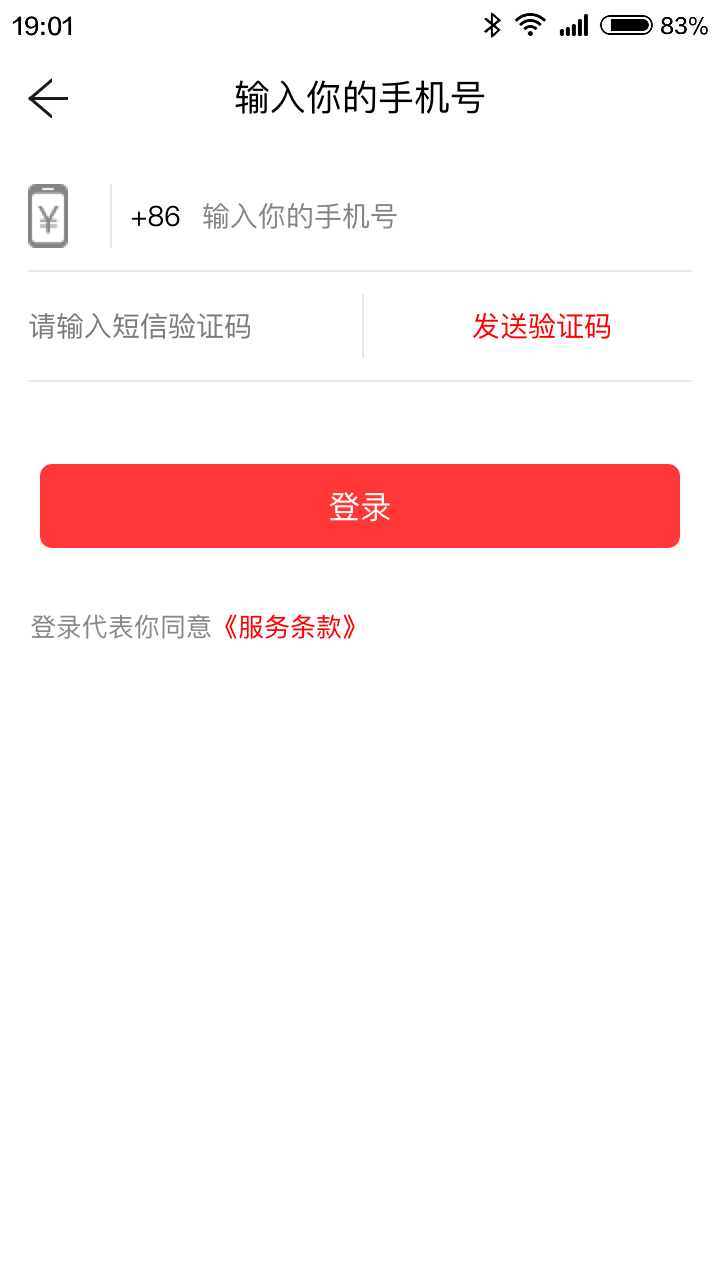 19:01 83%
输入你的手机号
¥ +86 输入你的手机号
请输入短信验证码 发送验证码
登录
登录代表你同意《服务条款》